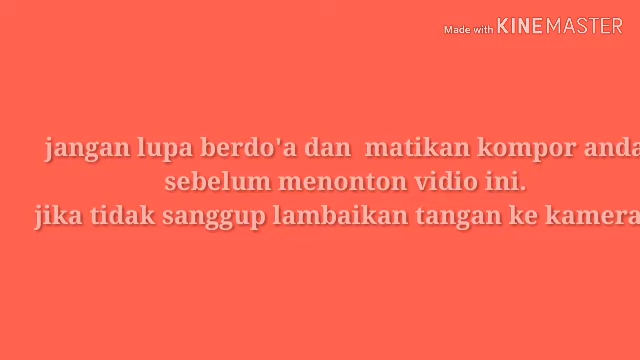 Made with KINEMASTER
jangan lupa berdo'a dan matikan kompor anda
sebelum menonton vidio ini.
jika tidak sanggup lambaikan tangan ke kamera